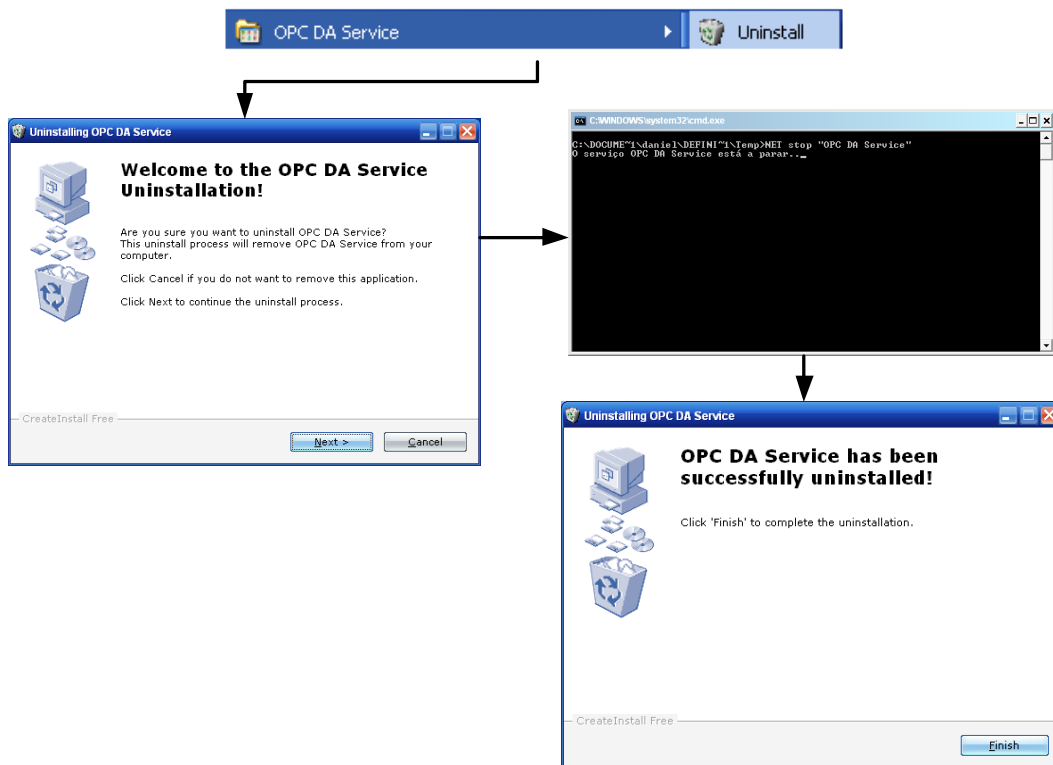 OPC DA Service
Uninstall
Uninstalling OPC DA Service
Welcome to the OPC DA Service
Uninstallation!
Are you sure you want to uninstall OPC DA Service?
This uninstall process will remove OPC DA Service from your
computer.
Click Cancel if you do not want to remove this application.
Click Next to continue the uninstall process.
CreateInstall Free
Next >
Cancel
C:\WINDOWS\system32\cmd.exe
C:\DOCUME~1\daniel\DEFINI~1\Temp>NET stop "OPC DA Service"
O serviço OPC DA Service está a parar.._
Uninstalling OPC DA Service
OPC DA Service has been
successfully uninstalled!
Click 'Finish' to complete the uninstallation.
CreateInstall Free
Finish